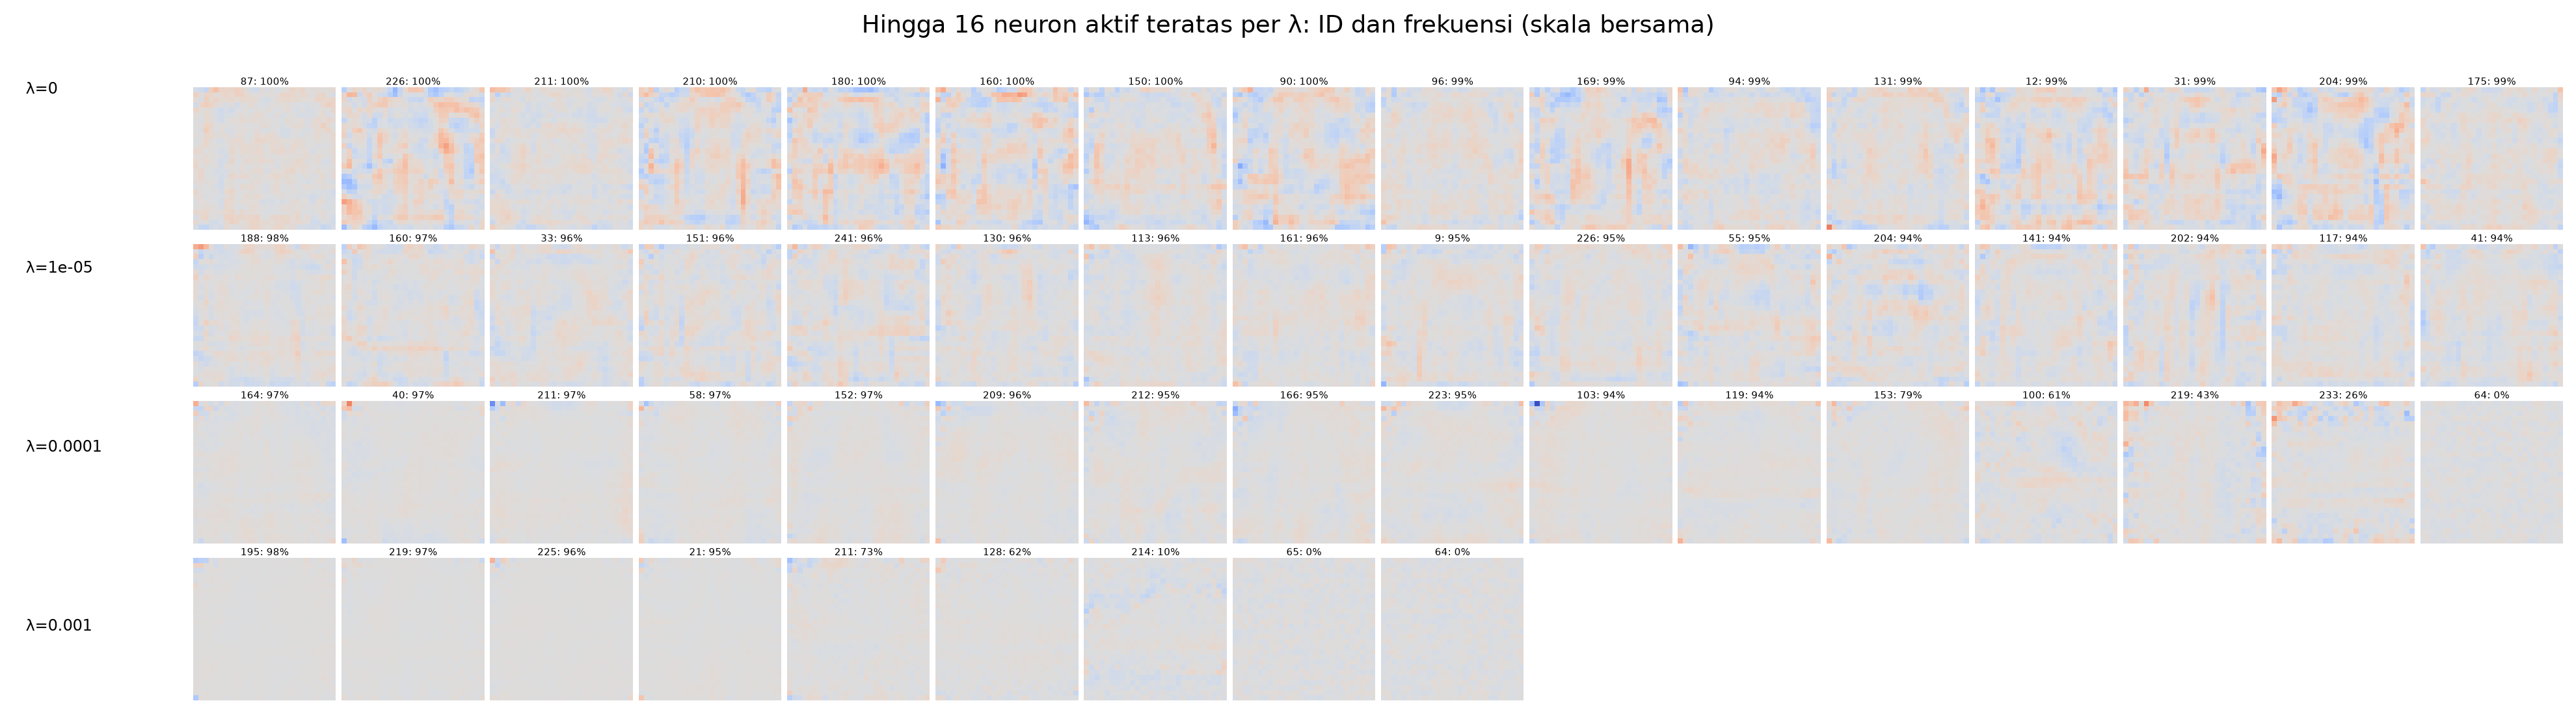 Hingga 16 neuron aktif teratas per λ: ID dan frekuensi (skala bersama)
λ=0
87: 100% 226: 100% 211: 100% 210: 100% 180: 100% 160: 100% 150: 100% 90: 100% 96: 99% 169: 99% 94: 99% 131: 99% 12: 99% 31: 99% 204: 99% 175: 99%
λ=1e-05
188: 98% 160: 97% 33: 96% 151: 96% 241: 96% 130: 96% 113: 96% 161: 96% 9: 95% 226: 95% 55: 95% 204: 94% 141: 94% 202: 94% 117: 94% 41: 94%
λ=0.0001
164: 97% 40: 97% 211: 97% 58: 97% 152: 97% 209: 96% 212: 95% 166: 95% 223: 95% 103: 94% 119: 94% 153: 79% 100: 61% 219: 43% 233: 26% 64: 0%
λ=0.001
195: 98% 219: 97% 225: 96% 21: 95% 211: 73% 128: 62% 214: 10% 65: 0% 64: 0%